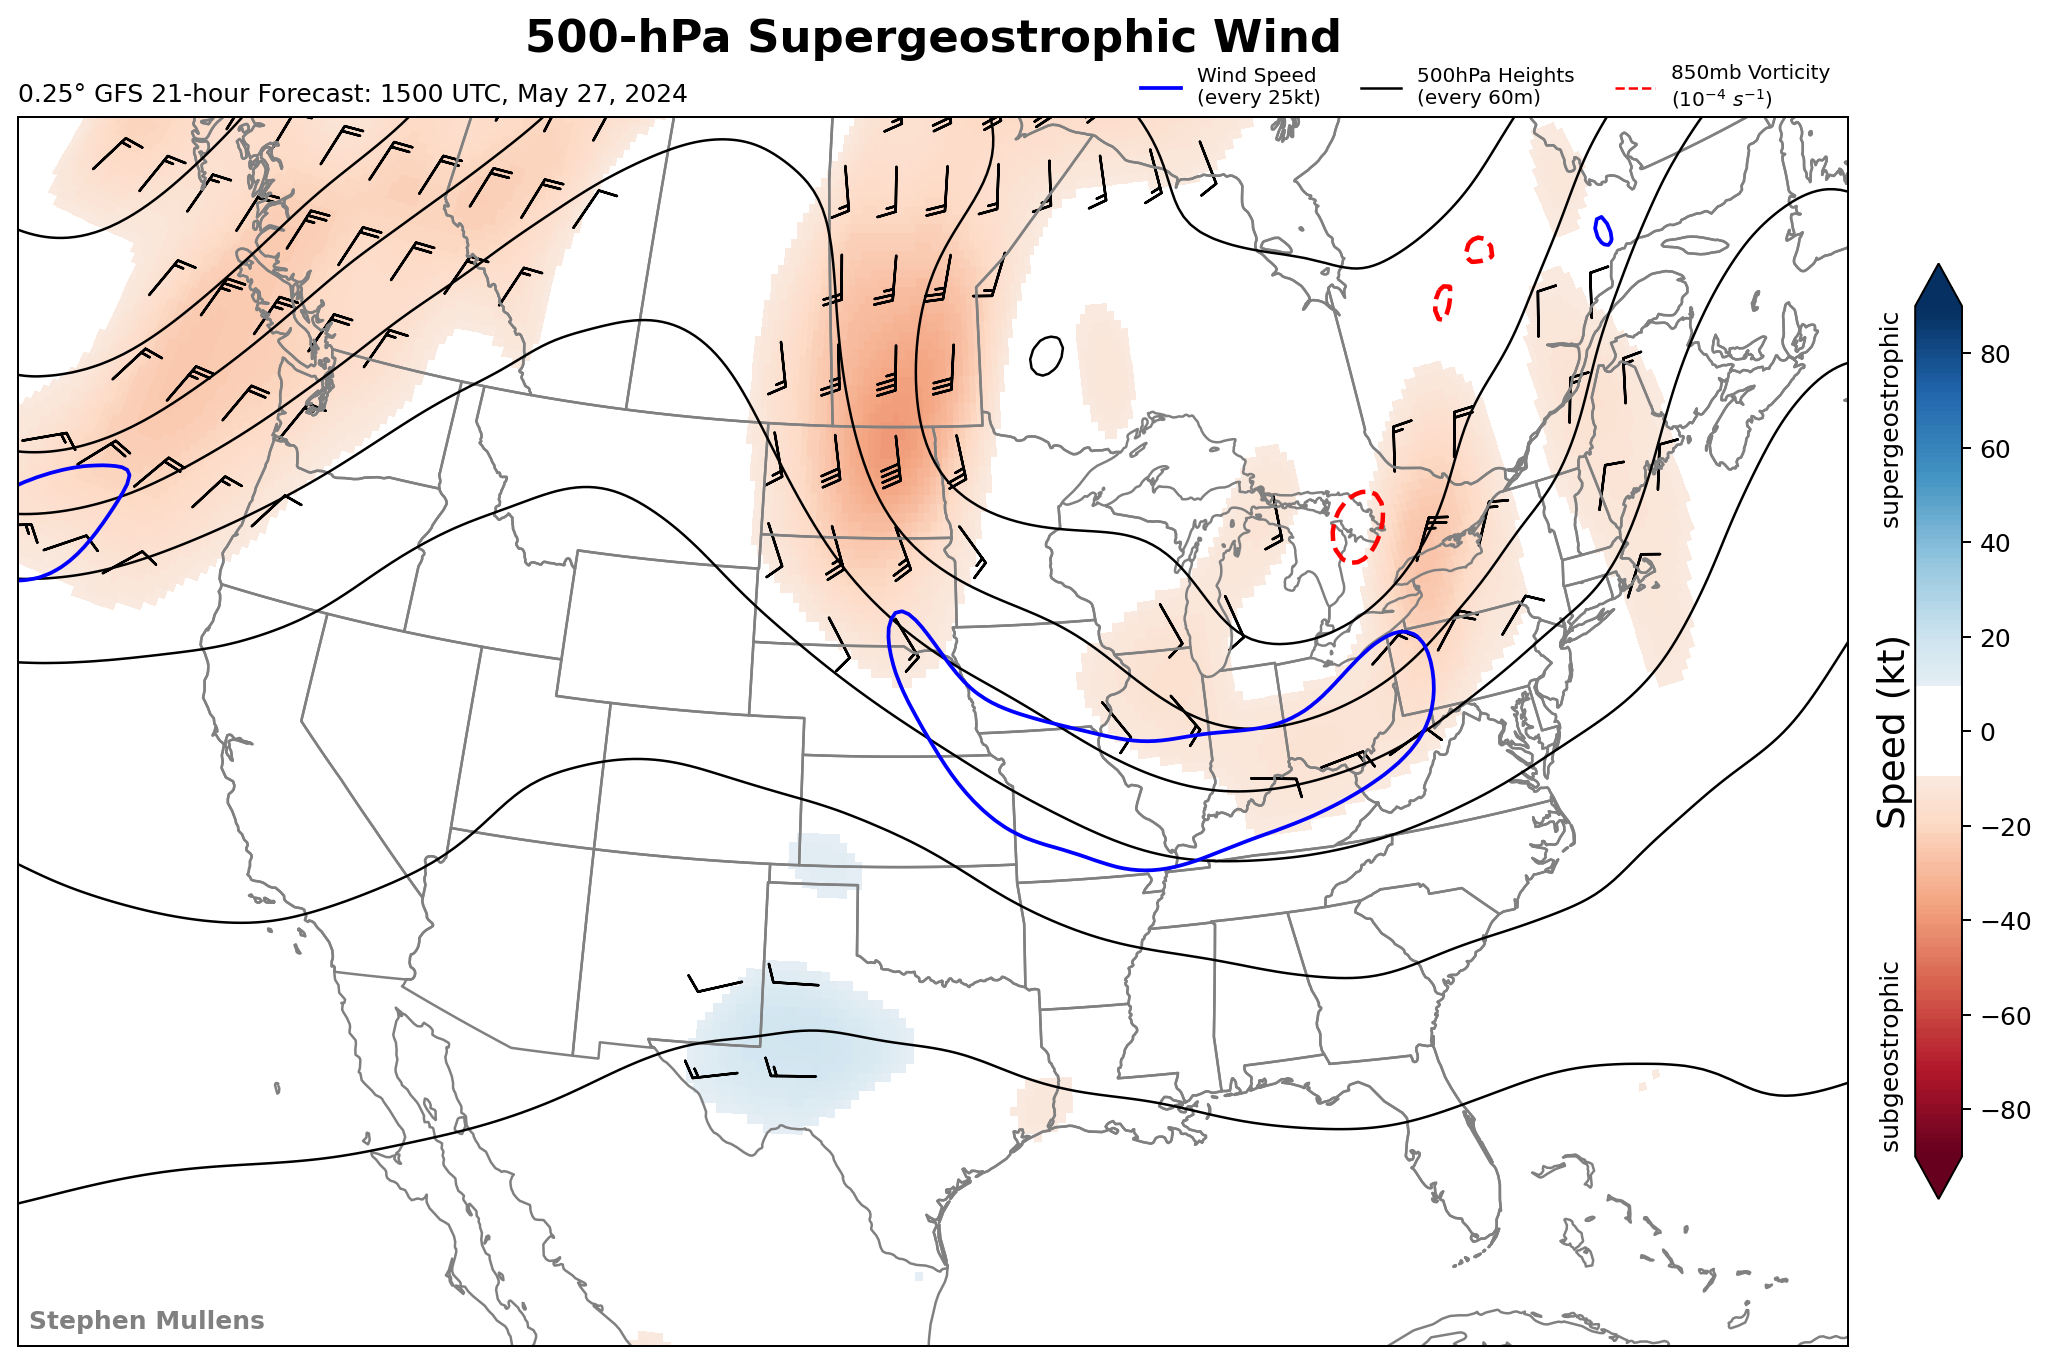 500-hPa Supergeostrophic Wind
0.25° GFS 21-hour Forecast: 1500 UTC, May 27, 2024
Wind Speed
(every 25kt)
500hPa Heights
(every 60m)
850mb Vorticity
(10⁻⁴ s⁻¹)
supergeostrophic
Speed (kt)
subgeostrophic
80
60
40
20
0
−20
−40
−60
−80
Stephen Mullens